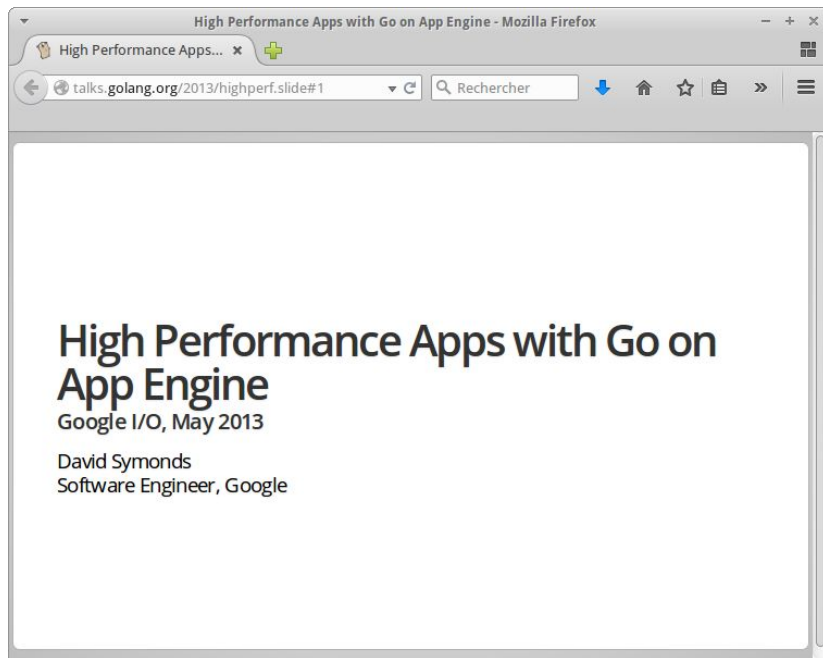 High Performance Apps with Go on App Engine - Mozilla Firefox
High Performance Apps...
talks.golang.org/2013/highperf.slide#1
Rechercher
High Performance Apps with Go on
App Engine
Google I/O, May 2013
David Symonds
Software Engineer, Google